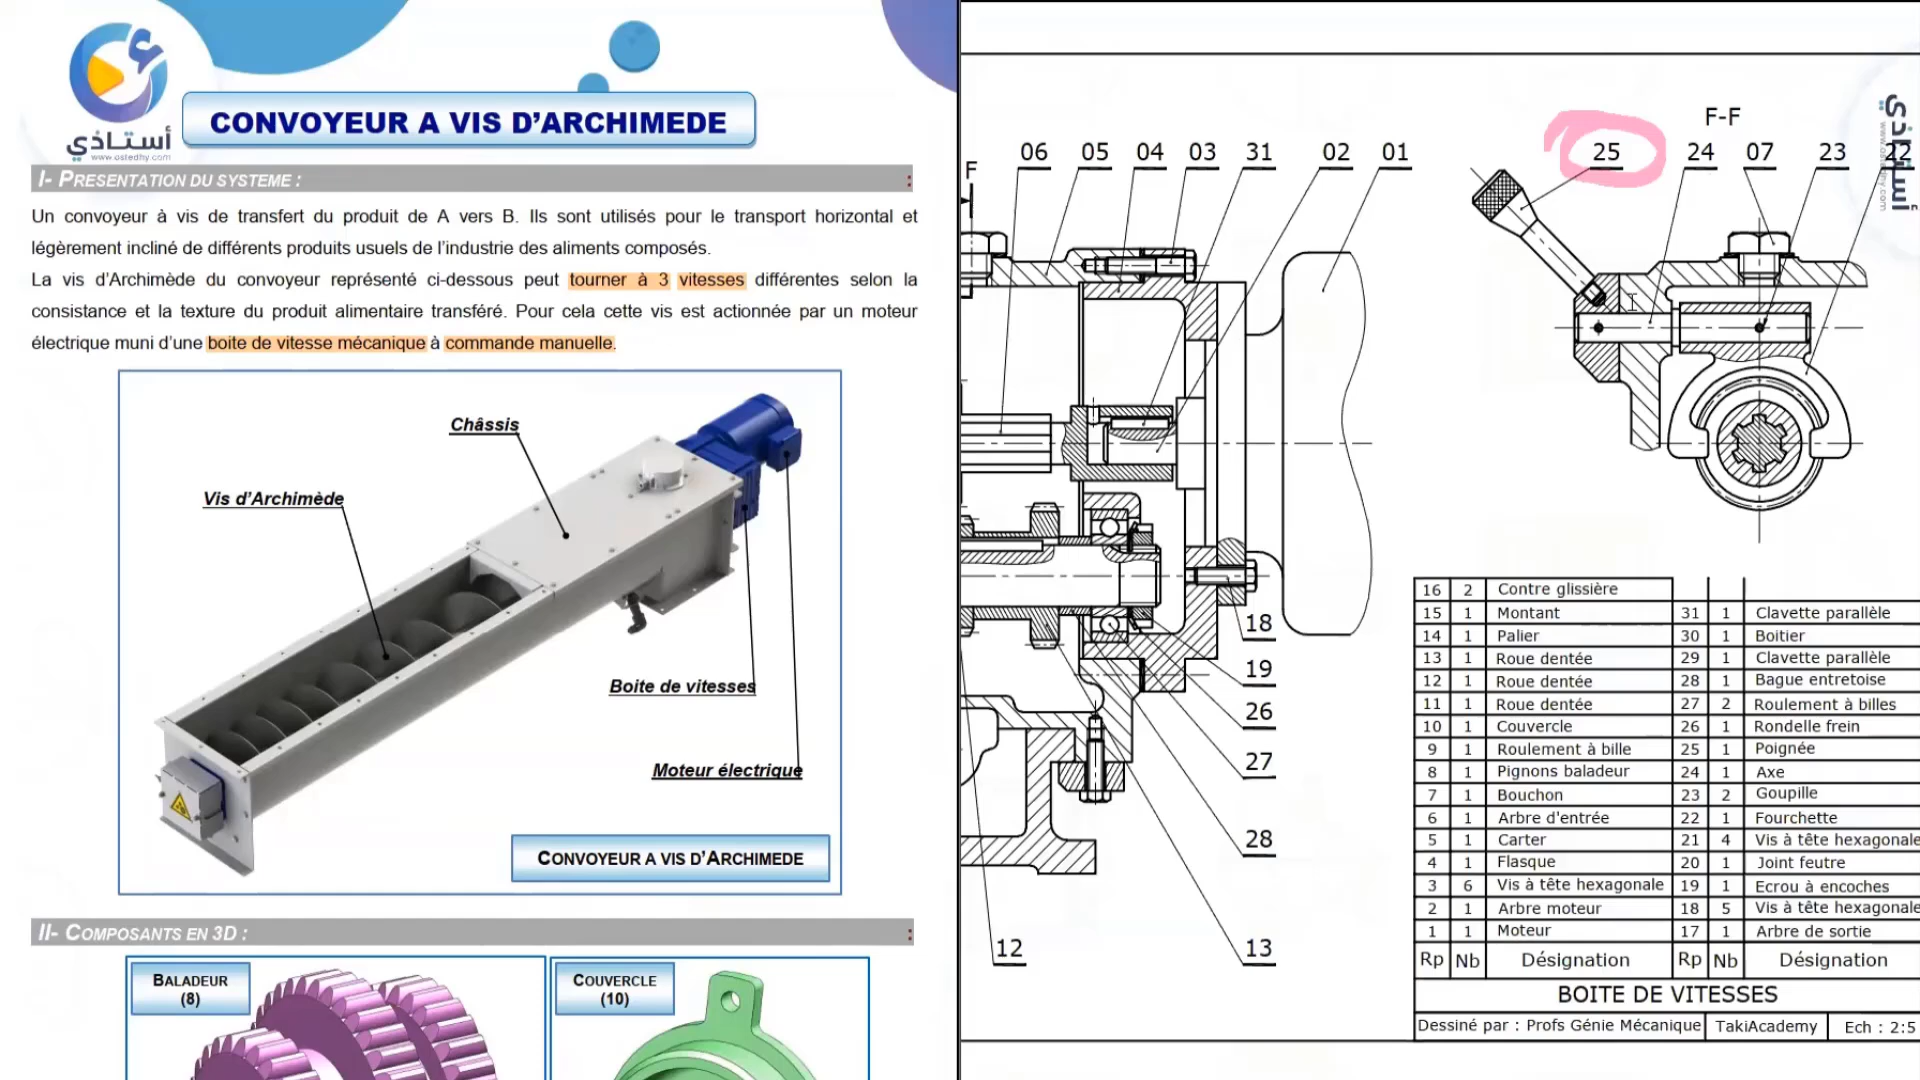 أستاذي
www.ostedhy.com
CONVOYEUR A VIS D'ARCHIMEDE
I- PRESENTATION DU SYSTEME : :
Un convoyeur à vis de transfert du produit de A vers B. Ils sont utilisés pour le transport horizontal et
légèrement incliné de différents produits usuels de l'industrie des aliments composés.
La vis d'Archimède du convoyeur représenté ci-dessous peut tourner à 3 vitesses différentes selon la
consistance et la texture du produit alimentaire transféré. Pour cela cette vis est actionnée par un moteur
électrique muni d'une boite de vitesse mécanique à commande manuelle.
Châssis
Vis d'Archimède
Boite de vitesses
Moteur électrique
CONVOYEUR A VIS D'ARCHIMEDE
II- COMPOSANTS EN 3D : :
BALADEUR
(8)
COUVERCLE
(10)
F-F
06 05 04 03 31 02 01 25 24 07 23 22
F
18
19
26
27
28
12 13
16 2 Contre glissière
15 1 Montant 31 1 Clavette parallèle
14 1 Palier 30 1 Boitier
13 1 Roue dentée 29 1 Clavette parallèle
12 1 Roue dentée 28 1 Bague entretoise
11 1 Roue dentée 27 2 Roulement à billes
10 1 Couvercle 26 1 Rondelle frein
9 1 Roulement à bille 25 1 Poignée
8 1 Pignons baladeur 24 1 Axe
7 1 Bouchon 23 2 Goupille
6 1 Arbre d'entrée 22 1 Fourchette
5 1 Carter 21 4 Vis à tête hexagonale
4 1 Flasque 20 1 Joint feutre
3 6 Vis à tête hexagonale 19 1 Ecrou à encoches
2 1 Arbre moteur 18 5 Vis à tête hexagonale
1 1 Moteur 17 1 Arbre de sortie
Rp Nb Désignation Rp Nb Désignation
BOITE DE VITESSES
Dessiné par : Profs Génie Mécanique TakiAcademy Ech : 2:5
أستاذي
www.ostedhy.com